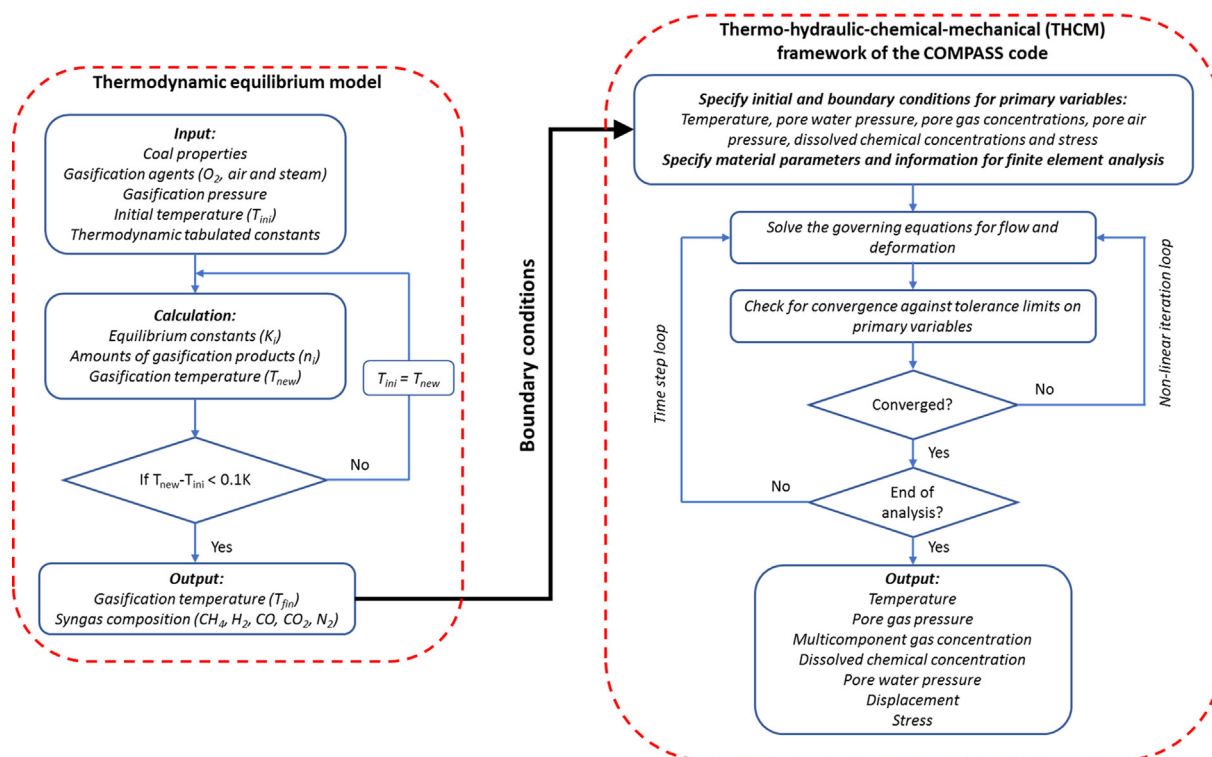 Thermodynamic equilibrium model
Input:
Coal properties
Gasification agents (O₂, air and steam)
Gasification pressure
Initial temperature (Tini)
Thermodynamic tabulated constants
Calculation:
Equilibrium constants (Ki)
Amounts of gasification products (ni)
Gasification temperature (Tnew)
Tini = Tnew
If Tnew-Tini < 0.1K
No
Yes
Output:
Gasification temperature (Tfin)
Syngas composition (CH₄, H₂, CO, CO₂, N₂)
Boundary conditions
Thermo-hydraulic-chemical-mechanical (THCM)
framework of the COMPASS code
Specify initial and boundary conditions for primary variables:
Temperature, pore water pressure, pore gas concentrations, pore air
pressure, dissolved chemical concentrations and stress
Specify material parameters and information for finite element analysis
Solve the governing equations for flow and
deformation
Check for convergence against tolerance limits on
primary variables
Time step loop
Non-linear iteration loop
Converged?
No
Yes
End of
analysis?
No
Yes
Output:
Temperature
Pore gas pressure
Multicomponent gas concentration
Dissolved chemical concentration
Pore water pressure
Displacement
Stress